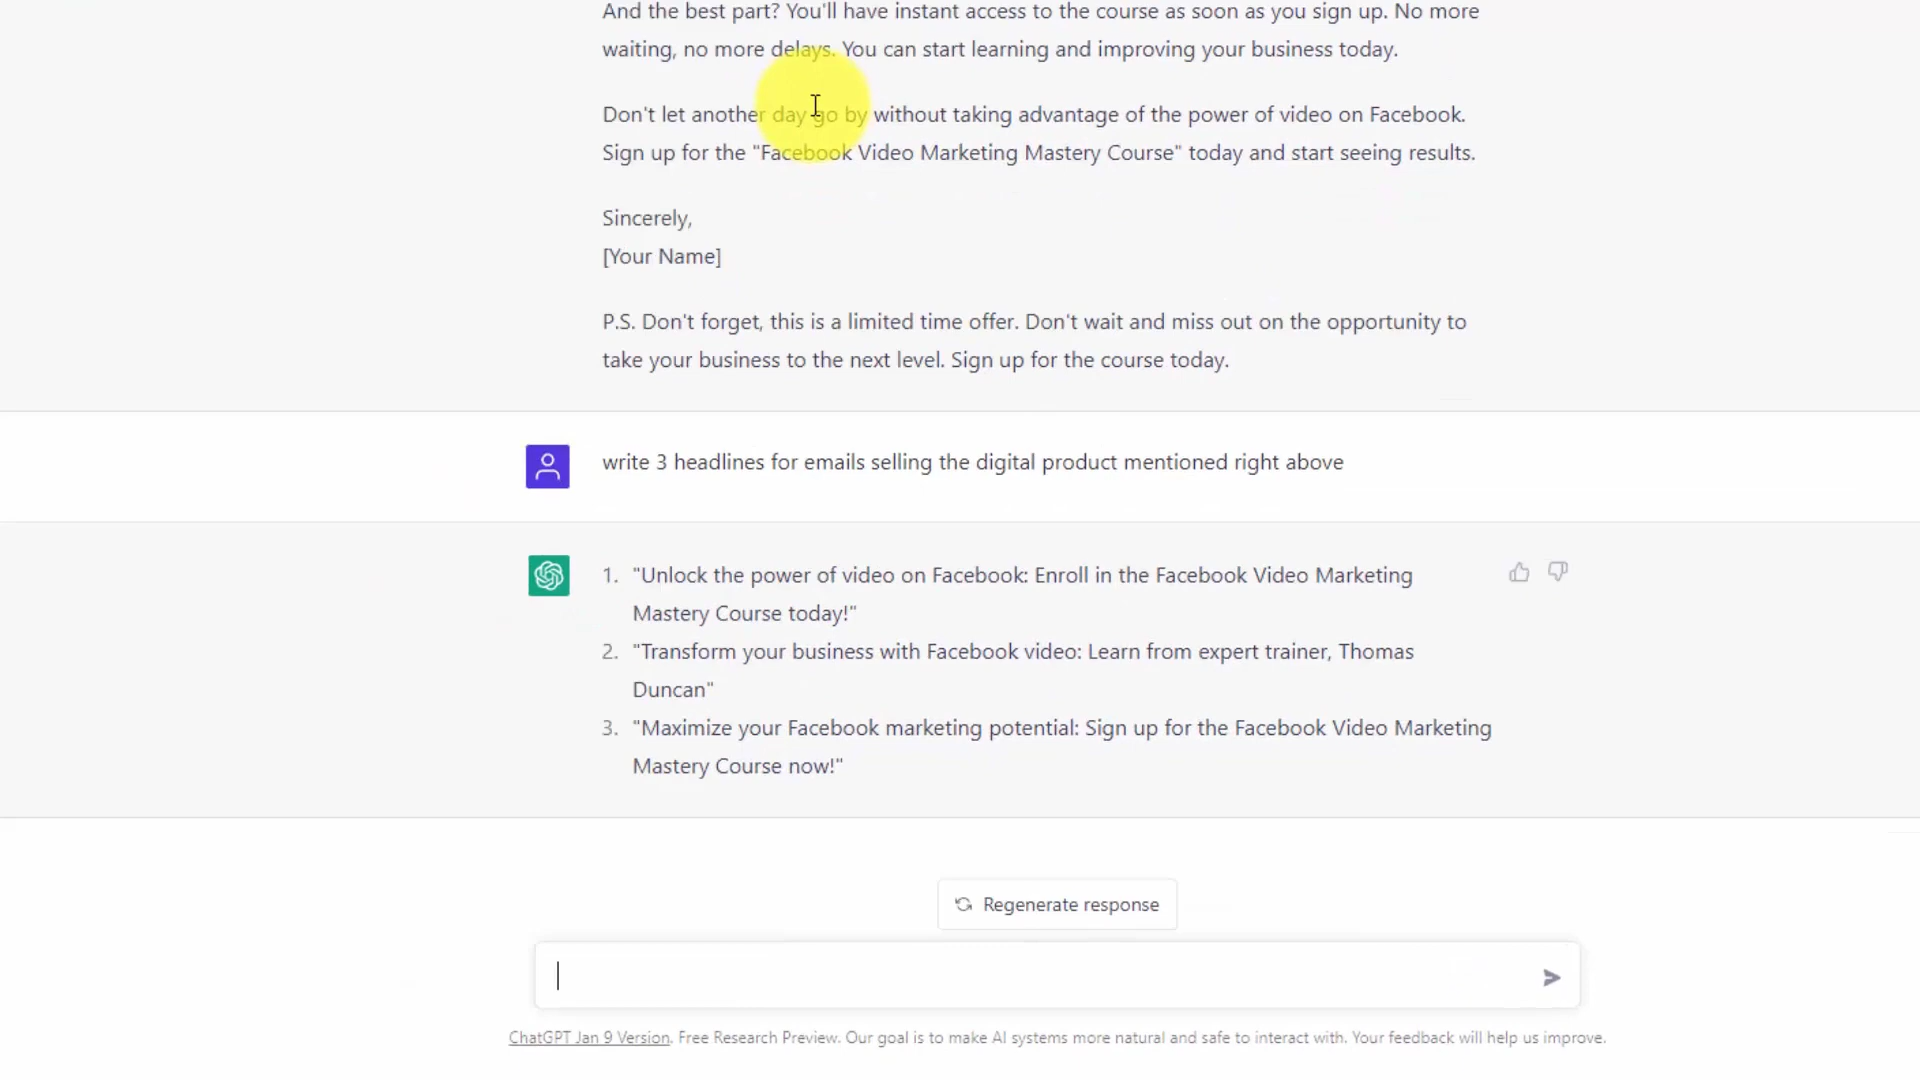 And the best part? You'll have instant access to the course as soon as you sign up. No more
waiting, no more delays. You can start learning and improving your business today.
Don't let another day go by without taking advantage of the power of video on Facebook.
Sign up for the "Facebook Video Marketing Mastery Course" today and start seeing results.
Sincerely,
[Your Name]
P.S. Don't forget, this is a limited time offer. Don't wait and miss out on the opportunity to
take your business to the next level. Sign up for the course today.
write 3 headlines for emails selling the digital product mentioned right above
1. "Unlock the power of video on Facebook: Enroll in the Facebook Video Marketing
Mastery Course today!"
2. "Transform your business with Facebook video: Learn from expert trainer, Thomas
Duncan"
3. "Maximize your Facebook marketing potential: Sign up for the Facebook Video Marketing
Mastery Course now!"
Regenerate response
ChatGPT Jan 9 Version. Free Research Preview. Our goal is to make AI systems more natural and safe to interact with. Your feedback will help us improve.